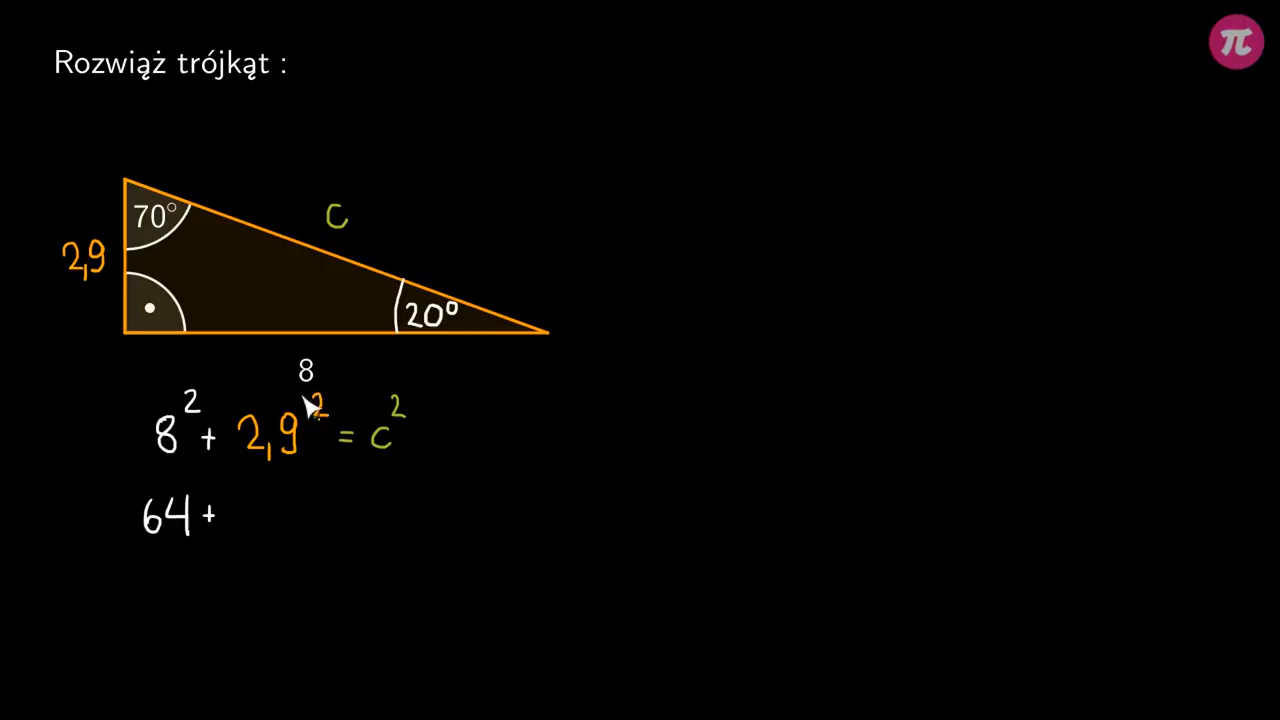 Rozwiąż trójkąt :
π
70°
c
2,9
20°
8
8² + 2,9² = c²
64 +